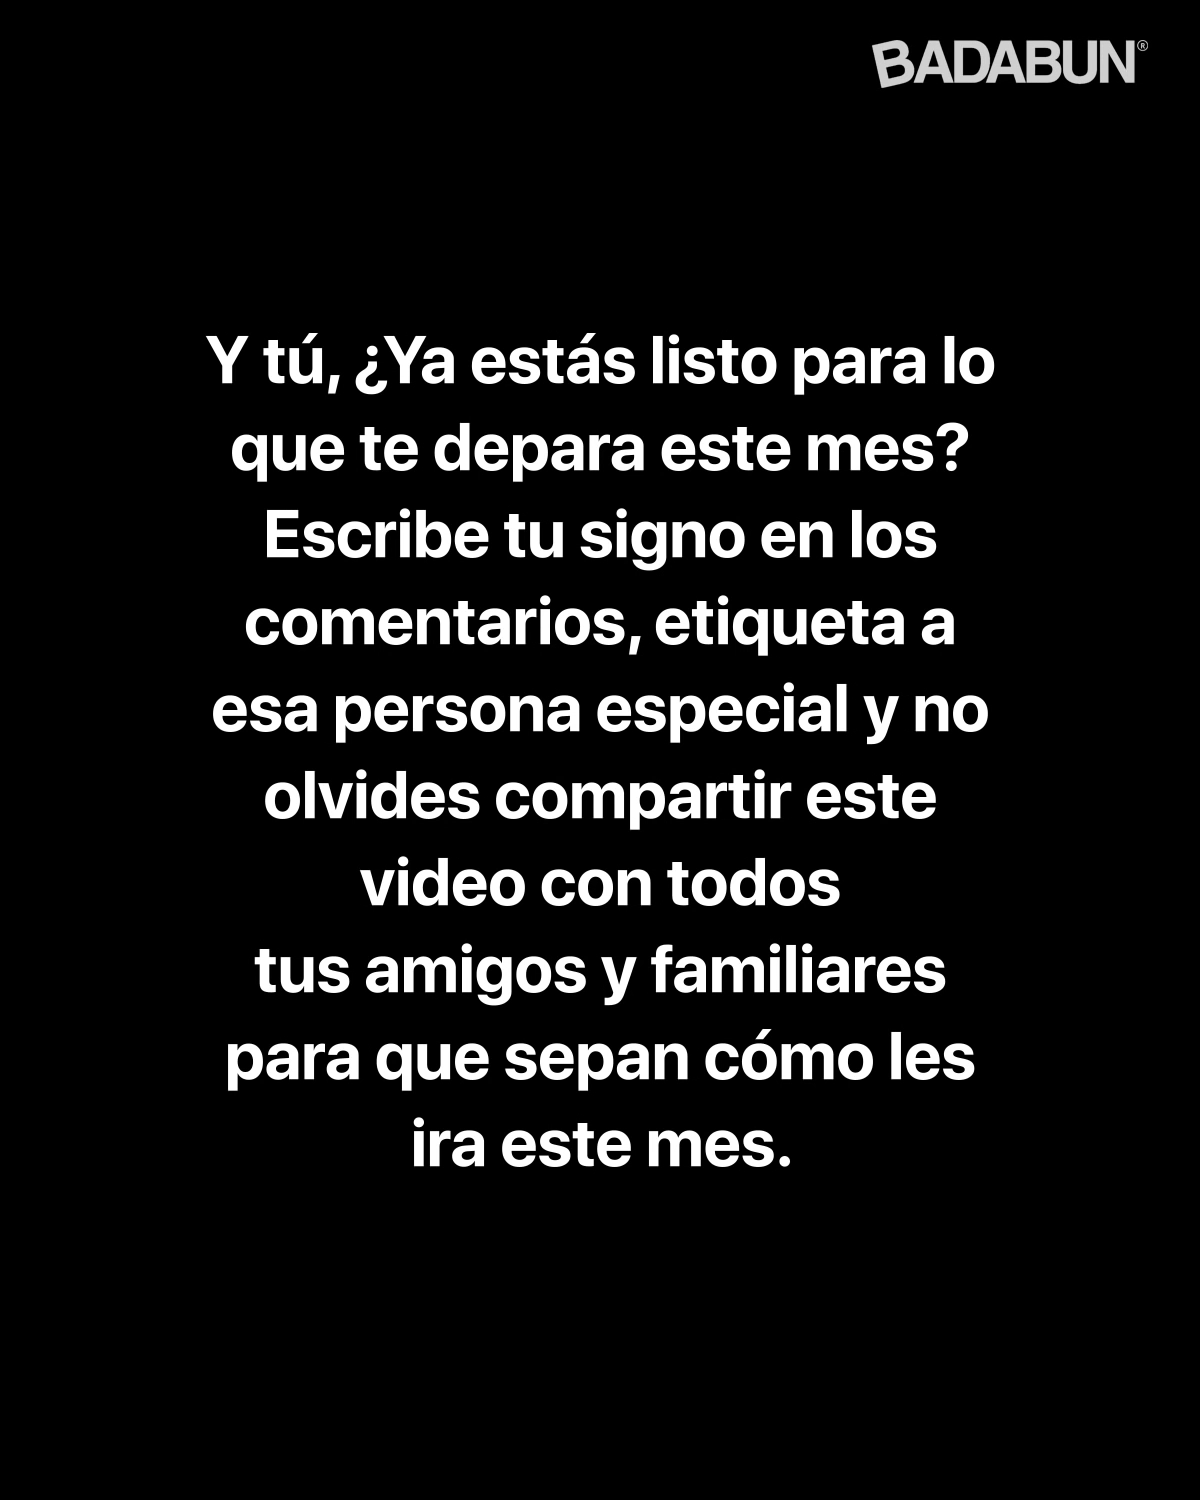 BADABUN®
Y tú, ¿Ya estás listo para lo
que te depara este mes?
Escribe tu signo en los
comentarios, etiqueta a
esa persona especial y no
olvides compartir este
video con todos
tus amigos y familiares
para que sepan cómo les
ira este mes.